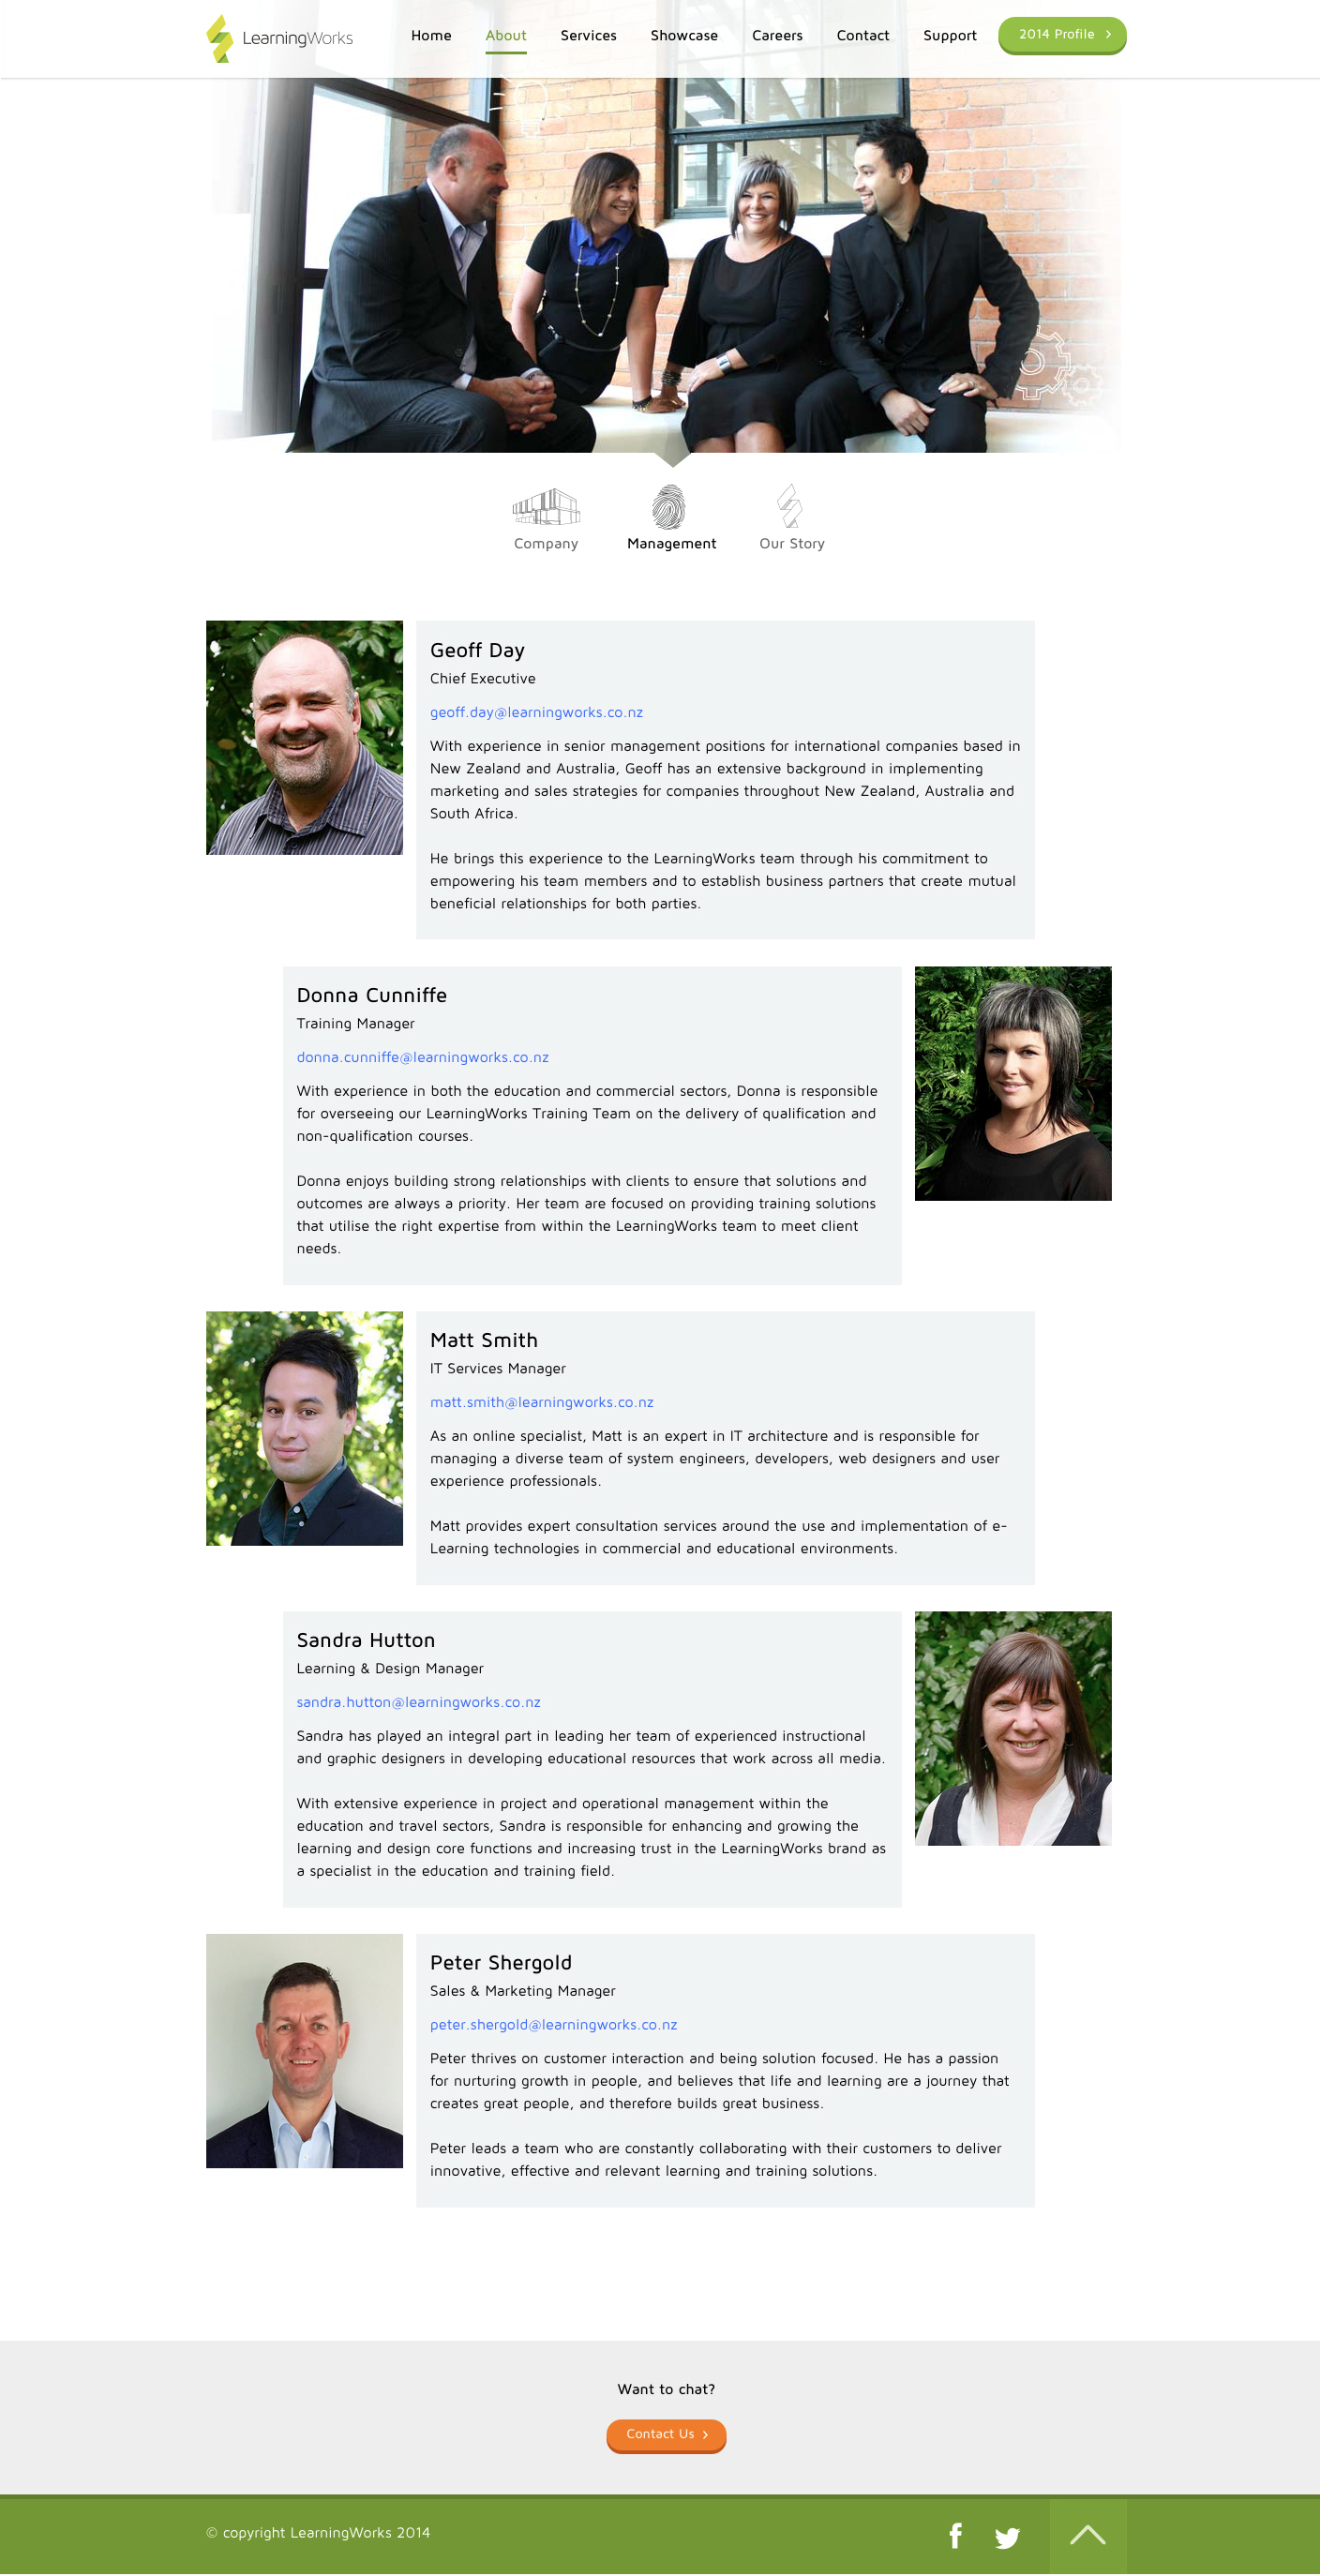 LearningWorks
Home About Services Showcase Careers Contact Support 2014 Profile
Company Management Our Story
Geoff Day
Chief Executive
geoff.day@learningworks.co.nz
With experience in senior management positions for international companies based in
New Zealand and Australia, Geoff has an extensive background in implementing
marketing and sales strategies for companies throughout New Zealand, Australia and
South Africa.
He brings this experience to the LearningWorks team through his commitment to
empowering his team members and to establish business partners that create mutual
beneficial relationships for both parties.
Donna Cunniffe
Training Manager
donna.cunniffe@learningworks.co.nz
With experience in both the education and commercial sectors, Donna is responsible
for overseeing our LearningWorks Training Team on the delivery of qualification and
non-qualification courses.
Donna enjoys building strong relationships with clients to ensure that solutions and
outcomes are always a priority. Her team are focused on providing training solutions
that utilise the right expertise from within the LearningWorks team to meet client
needs.
Matt Smith
IT Services Manager
matt.smith@learningworks.co.nz
As an online specialist, Matt is an expert in IT architecture and is responsible for
managing a diverse team of system engineers, developers, web designers and user
experience professionals.
Matt provides expert consultation services around the use and implementation of e-
Learning technologies in commercial and educational environments.
Sandra Hutton
Learning & Design Manager
sandra.hutton@learningworks.co.nz
Sandra has played an integral part in leading her team of experienced instructional
and graphic designers in developing educational resources that work across all media.
With extensive experience in project and operational management within the
education and travel sectors, Sandra is responsible for enhancing and growing the
learning and design core functions and increasing trust in the LearningWorks brand as
a specialist in the education and training field.
Peter Shergold
Sales & Marketing Manager
peter.shergold@learningworks.co.nz
Peter thrives on customer interaction and being solution focused. He has a passion
for nurturing growth in people, and believes that life and learning are a journey that
creates great people, and therefore builds great business.
Peter leads a team who are constantly collaborating with their customers to deliver
innovative, effective and relevant learning and training solutions.
Want to chat?
Contact Us
© copyright LearningWorks 2014